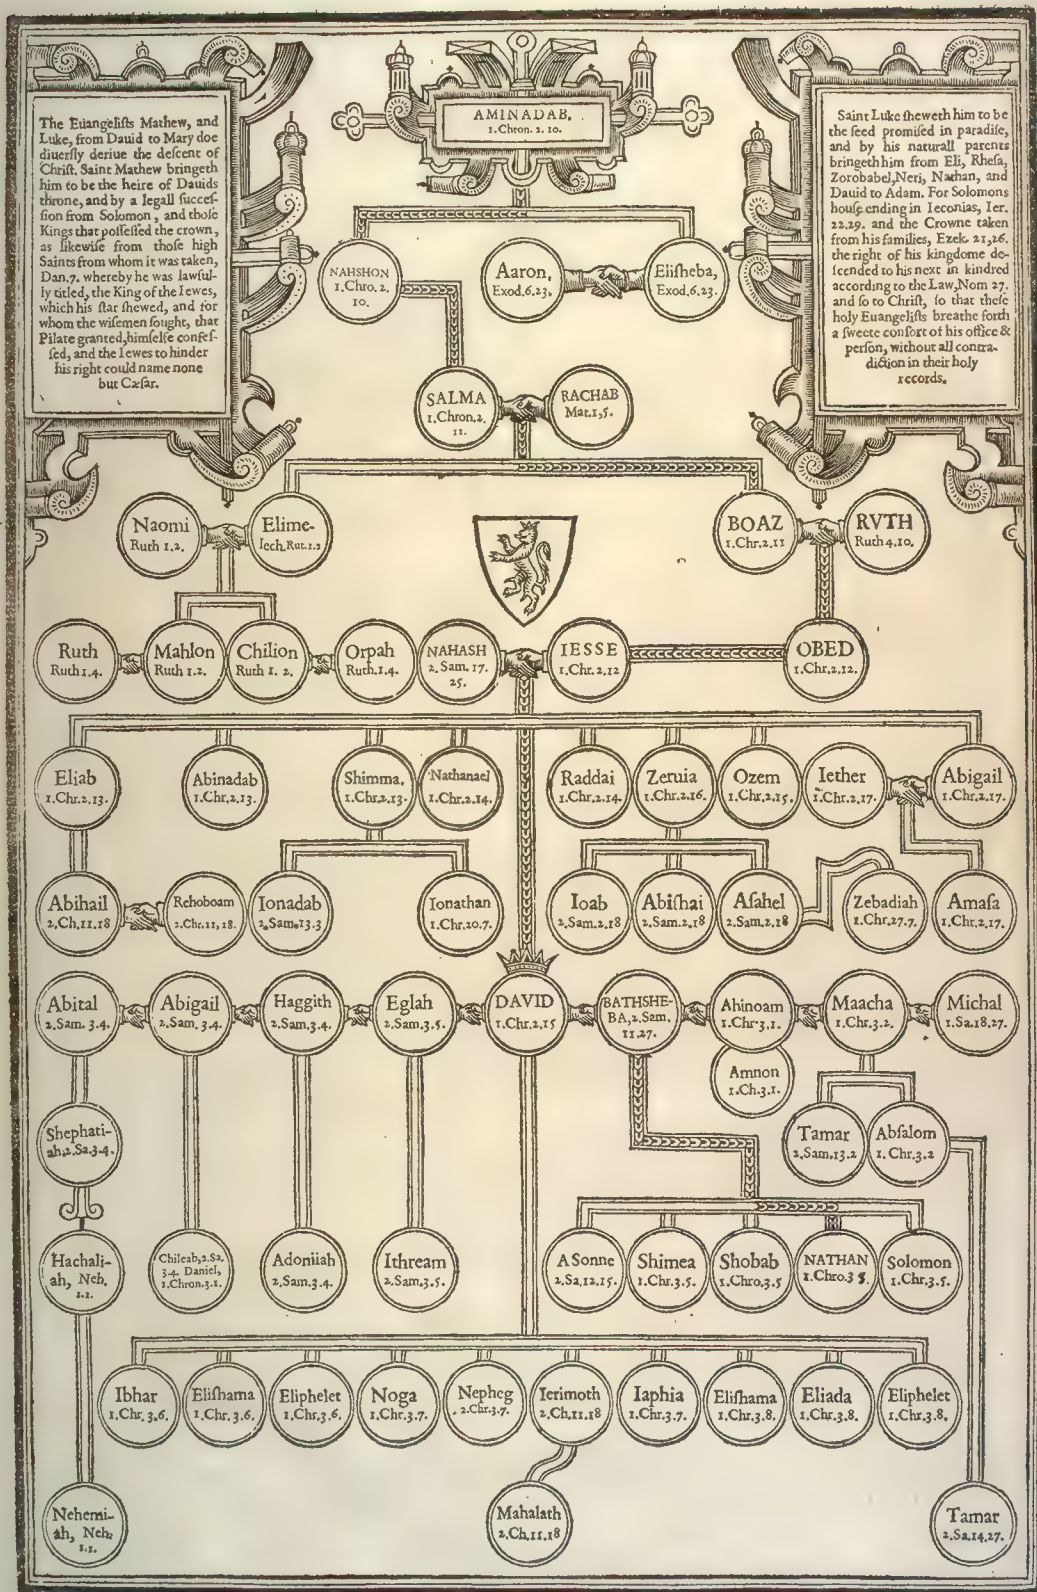 The Euangeliſts Mathew, and
Luke, from Dauid to Mary doe
diuerſly deriue the deſcent of
Chriſt. Saint Mathew bringeth
him to be the heire of Dauids
throne, and by a legall ſucceſ-
ſion from Solomon, and thoſe
Kings that poſſeſſed the crown,
as likewiſe from thoſe high
Saints from whom it was taken,
Dan.7. whereby he was lawful-
ly titled, the King of the Iewes,
which his ſtar ſhewed, and for
whom the wiſemen ſought, that
Pilate granted, himſelfe confeſ-
ſed, and the Iewes to hinder
his right could name none
but Cæſar.
AMINADAB.
1.Chron. 2. 10.
Saint Luke ſheweth him to be
the ſeed promiſed in paradiſe,
and by his naturall parents
bringeth him from Eli, Rheſa,
Zorobabel, Neri, Nathan, and
Dauid to Adam. For Solomons
houſe ending in Ieconias, Ier.
22.29. and the Crowne taken
from his families, Ezek. 21,26.
the right of his kingdome de-
ſcended to his next in kindred
according to the Law, Nom 27.
and ſo to Chriſt, ſo that theſe
holy Euangeliſts breathe forth
a ſweete conſort of his office &
perſon, without all contra-
diction in their holy
records.
NAHSHON
1.Chro. 2,
10.
Aaron,
Exod.6.23.
Eliſheba,
Exod.6.23.
SALMA
1.Chron.2.
11.
RACHAB
Mat.1,5.
Naomi
Ruth 1.2.
Elime-
lech.Rut.1.2
BOAZ
1.Chr.2.11
RVTH
Ruth 4.10.
Ruth
Ruth 1.4.
Mahlon
Ruth 1.2.
Chilion
Ruth 1. 2.
Orpah
Ruth.1.4.
NAHASH
2.Sam. 17.
25.
IESSE
1.Chr.2.12
OBED
1.Chr.2.12.
Eliab
1.Chr.2.13.
Abinadab
1.Chr.2.13.
Shimma.
1.Chr.2.13.
Nathanael
1.Chr.2.14.
Raddai
1.Chr.2.14.
Zeruia
1.Chr.2.16.
Ozem
1.Chr.2.15.
Iether
1.Chr.2.17.
Abigail
1.Chr.2.17.
Abihail
2.Ch.11.18
Rehoboam
2.Chr.11,18.
Ionadab
2.Sam.13.3
Ionathan
1.Chr.20.7.
Ioab
2.Sam.2.18
Abiſhai
2.Sam.2.18
Aſahel
2.Sam.2.18
Zebadiah
1.Chr.27.7.
Amaſa
1.Chr.2.17.
Abital
2.Sam. 3.4.
Abigail
2.Sam. 3.4.
Haggith
2.Sam.3.4.
Eglah
2.Sam.3.5.
DAVID
1.Chr.2.15
BATHSHE-
BA,2.Sam.
11.27.
Ahinoam
1.Chr.3.1.
Maacha
1.Chr.3.2.
Michal
1.Sa.18.27.
Amnon
1.Ch.3.1.
Shephati-
ah.2.Sa.3.4.
Tamar
2.Sam.13.2
Abſalom
1. Chr.3.2
Hachali-
ah, Neh.
1.1.
Chileab,2.Sa.
3.4. Daniel,
1.Chron.3.1.
Adoniiah
2.Sam.3.4.
Ithream
2.Sam.3.5.
A Sonne
2.Sa.12.15.
Shimea
1.Chr.3.5.
Shobab
1.Chro.3.5
NATHAN
1.Chro.3 5.
Solomon
1.Chr.3.5.
Ibhar
1.Chr. 3.6.
Eliſhama
1.Chr. 3.6.
Eliphelet
1.Chr.3.6.
Noga
1.Chr.3.7.
Nepheg
2.Chr.3.7.
Ierimoth
2.Ch.11.18
Iaphia
1.Chr.3.7.
Eliſhama
1.Chr.3.8.
Eliada
1.Chr.3.8.
Eliphelet
1.Chr.3.8.
Nehemi-
ah, Neh.
1.1.
Mahalath
2.Ch.11.18
Tamar
2.Sa.14.27.